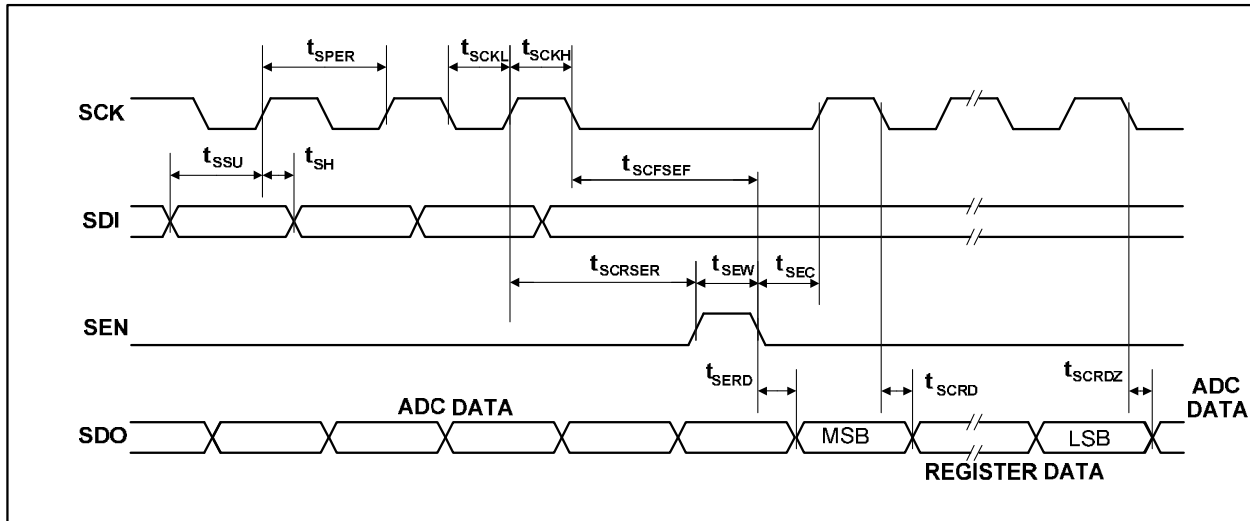 tSPER
tSCKL
tSCKH
SCK
tSSU
tSH
tSCFSEF
SDI
tSCRSER
tSEW
tSEC
SEN
tSERD
tSCRD
tSCRDZ
ADC
DATA
ADC DATA
SDO
MSB
LSB
REGISTER DATA